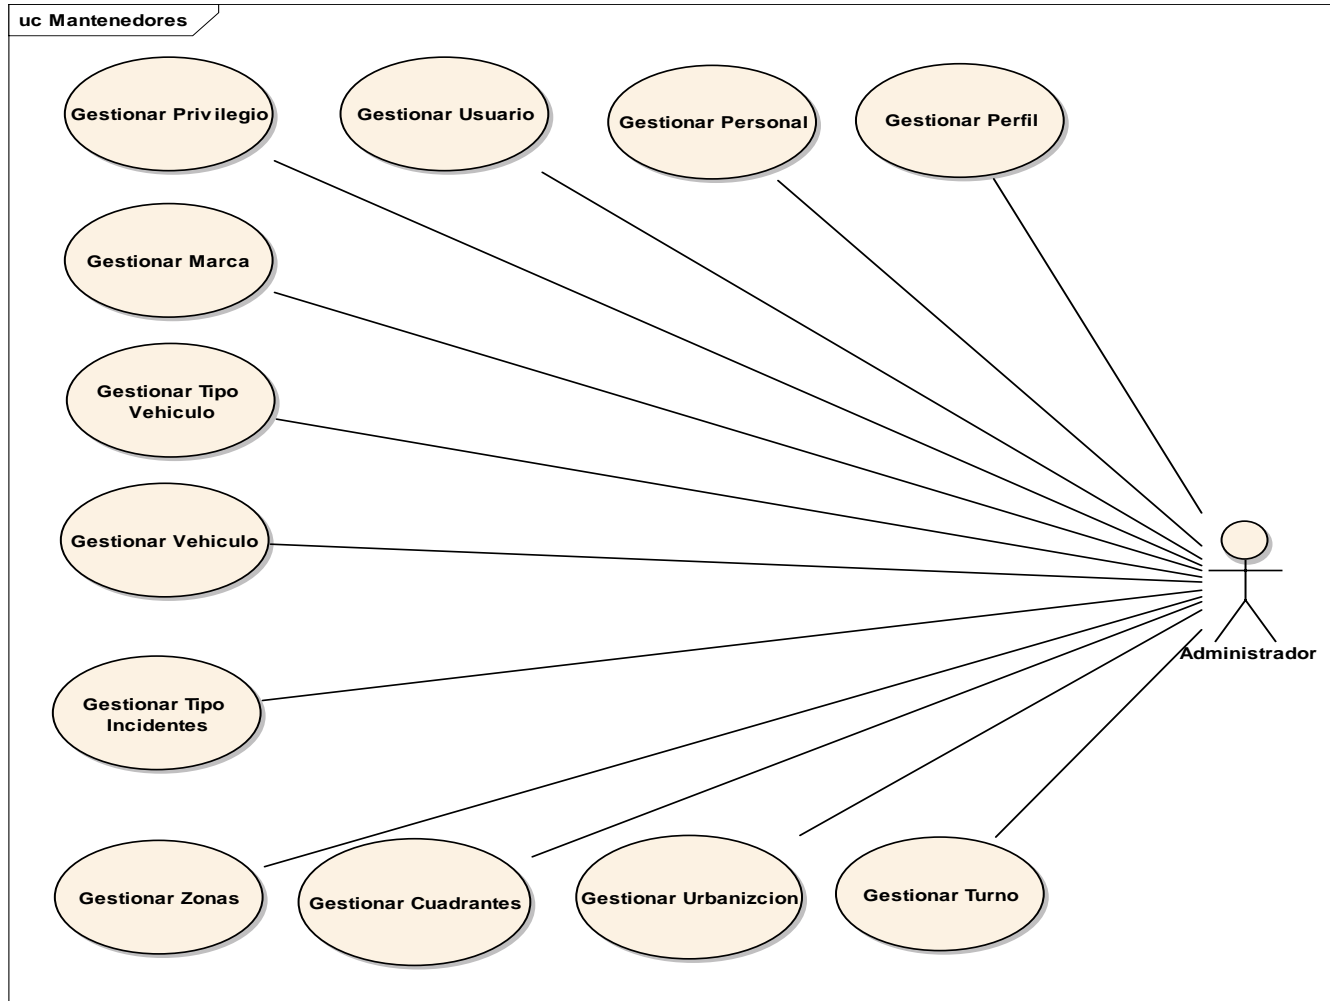 uc Mantenedores
Gestionar Privilegio
Gestionar Usuario
Gestionar Personal
Gestionar Perfil
Gestionar Marca
Gestionar Tipo
Vehiculo
Gestionar Vehiculo
Administrador
Gestionar Tipo
Incidentes
Gestionar Zonas
Gestionar Cuadrantes
Gestionar Urbanizcion
Gestionar Turno